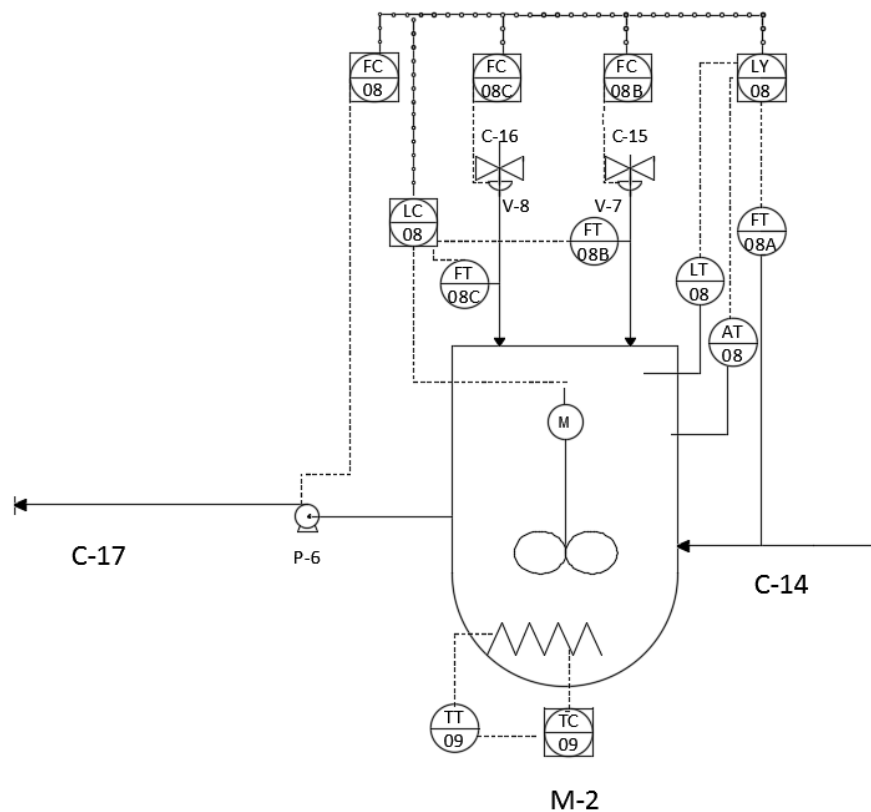 FC
08
FC
08C
FC
08B
LY
08
C-16
C-15
V-8
V-7
LC
08
FT
08B
FT
08A
FT
08C
LT
08
AT
08
M
C-17
P-6
C-14
TT
09
TC
09
M-2